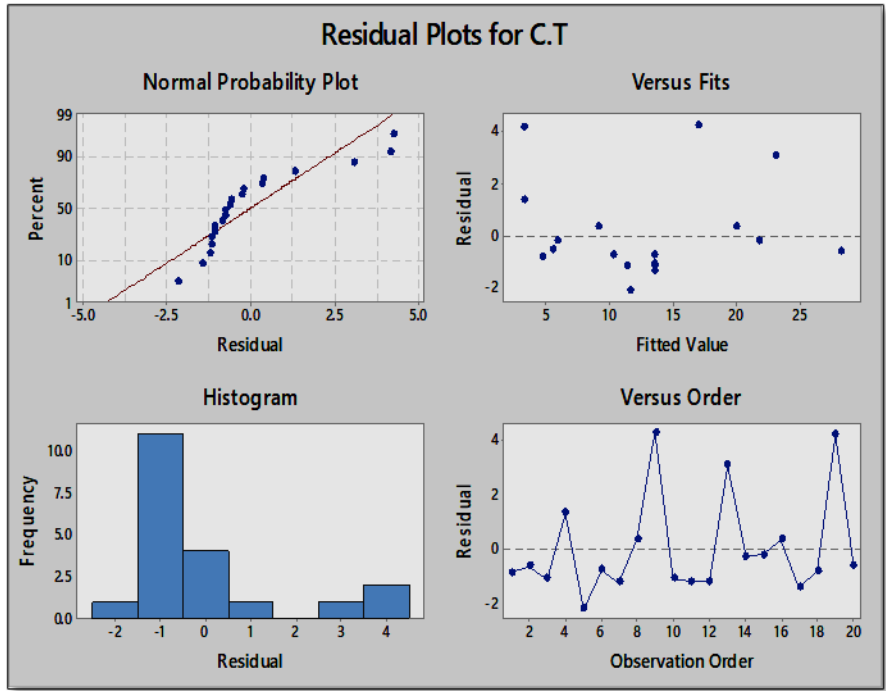 Residual Plots for C.T
Normal Probability Plot
99
90
50
10
1
Percent
-5.0 -2.5 0.0 2.5 5.0
Residual
Versus Fits
4
2
0
-2
Residual
5 10 15 20 25
Fitted Value
Histogram
10.0
7.5
5.0
2.5
0.0
Frequency
-2 -1 0 1 2 3 4
Residual
Versus Order
4
2
0
-2
Residual
2 4 6 8 10 12 14 16 18 20
Observation Order